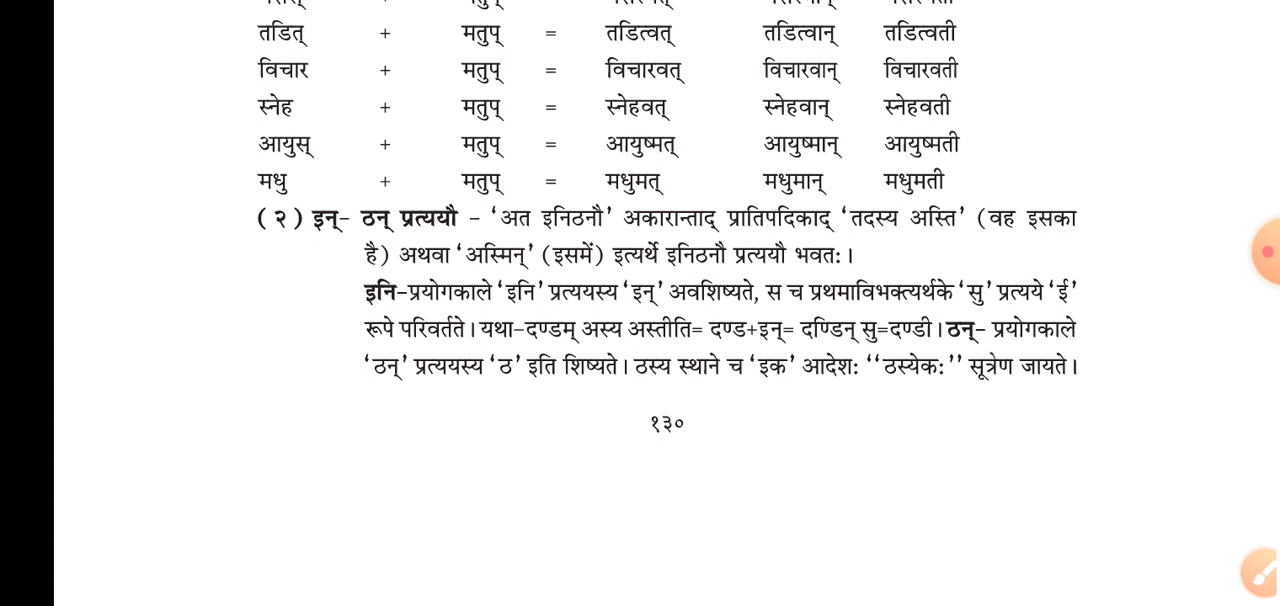 तडित् + मतुप् = तडित्वत् तडित्वान् तडित्वती
विचार + मतुप् = विचारवत् विचारवान् विचारवती
स्नेह + मतुप् = स्नेहवत् स्नेहवान् स्नेहवती
आयुस् + मतुप् = आयुष्मत् आयुष्मान् आयुष्मती
मधु + मतुप् = मधुमत् मधुमान् मधुमती
(२) इन्- ठन् प्रत्ययौ - 'अत इनिठनौ' अकारान्ताद् प्रातिपदिकाद् 'तदस्य अस्ति' (वह इसका
है) अथवा 'अस्मिन्' (इसमें) इत्यर्थे इनिठनौ प्रत्ययौ भवतः।
इनि-प्रयोगकाले 'इनि' प्रत्ययस्य 'इन्' अवशिष्यते, स च प्रथमाविभक्त्यर्थके 'सु' प्रत्यये 'ई'
रूपे परिवर्तते। यथा-दण्डम् अस्य अस्तीति= दण्ड+इन्= दण्डिन् सु=दण्डी। ठन्- प्रयोगकाले
'ठन्' प्रत्ययस्य 'ठ' इति शिष्यते। ठस्य स्थाने च 'इक' आदेशः ''ठस्येकः'' सूत्रेण जायते।
१३०